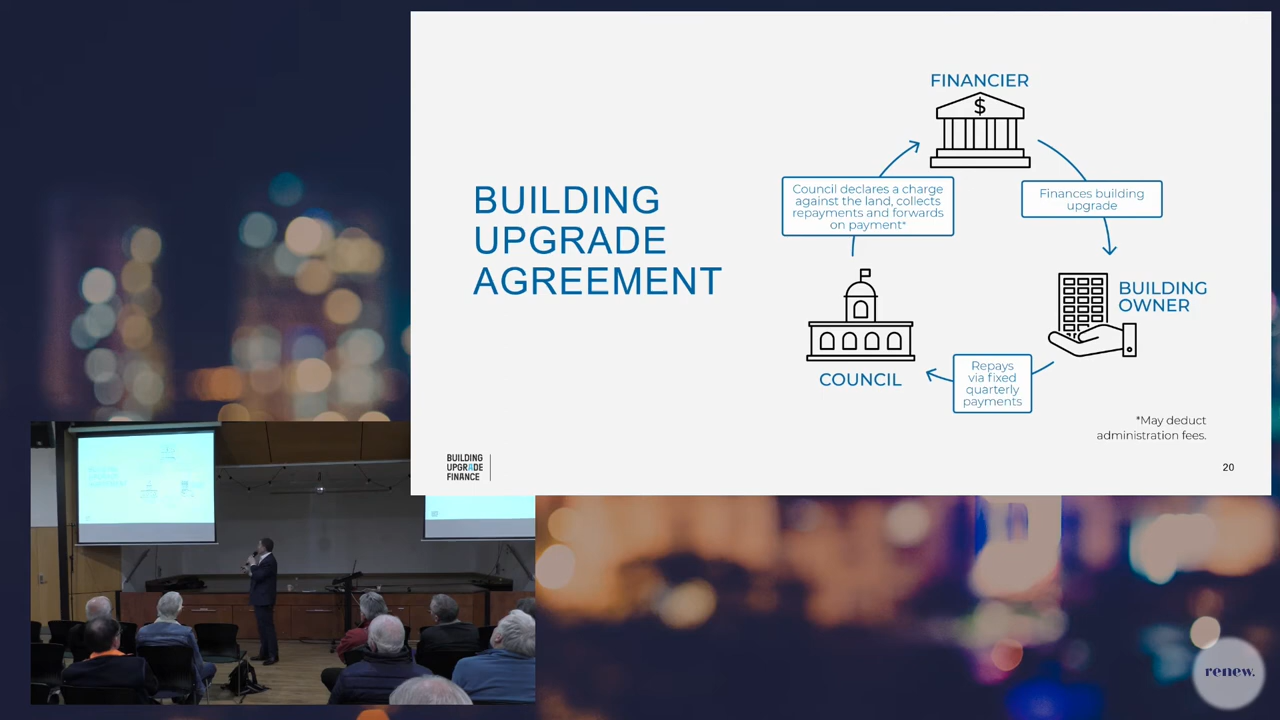 BUILDING
UPGRADE
AGREEMENT
FINANCIER
$
Council declares a charge
against the land, collects
repayments and forwards
on payment*
Finances building
upgrade
BUILDING
OWNER
COUNCIL
Repays
via fixed
quarterly
payments
*May deduct
administration fees.
BUILDING
UPGRADE
FINANCE
20
renew.